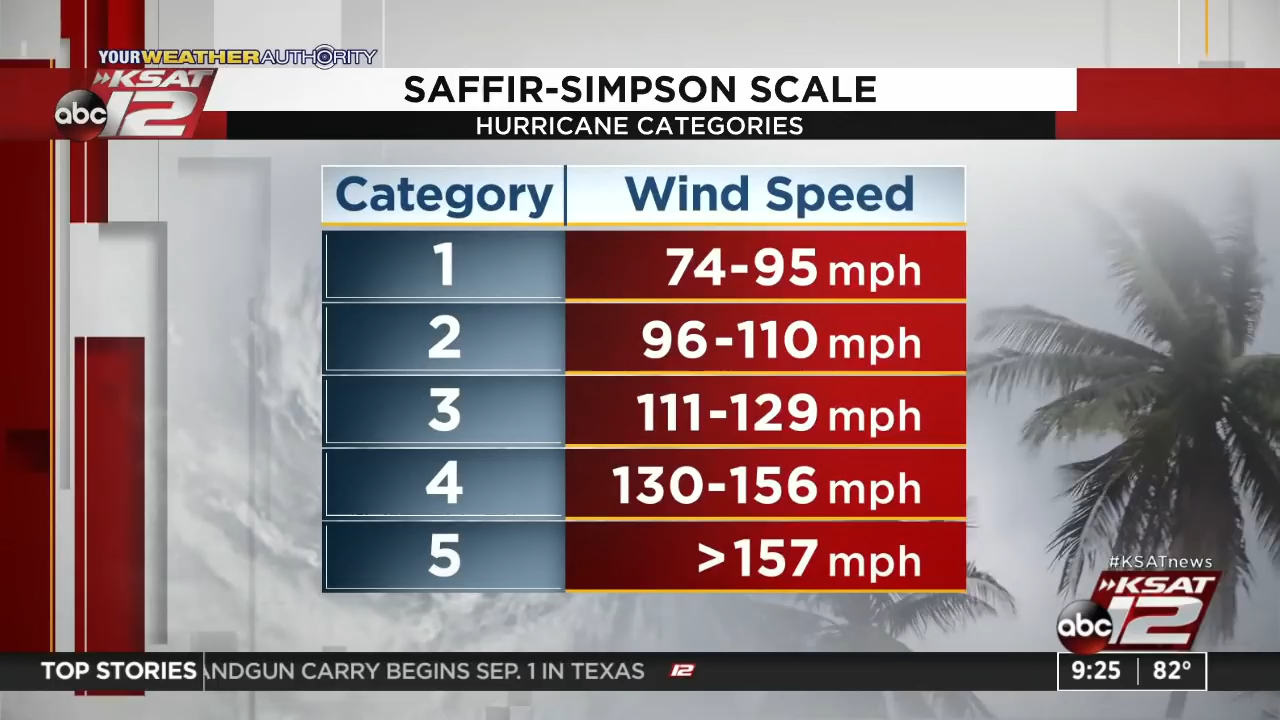 YOUR WEATHER AUTHORITY
KSAT
abc 12
SAFFIR-SIMPSON SCALE
HURRICANE CATEGORIES
Category Wind Speed
1 74-95 mph
2 96-110 mph
3 111-129 mph
4 130-156 mph
5 >157 mph
#KSATnews
KSAT
abc 12
TOP STORIES ANDGUN CARRY BEGINS SEP. 1 IN TEXAS 12
9:25 82°